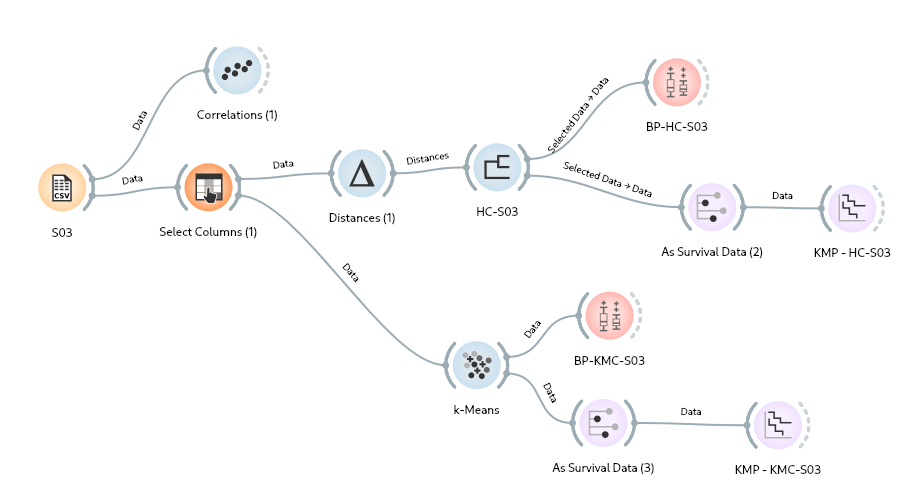 Correlations (1)
Data
CSV
S03
Data
Select Columns (1)
Data
Distances (1)
Distances
HC-S03
Selected Data → Data
BP-HC-S03
Selected Data → Data
As Survival Data (2)
Data
KMP - HC-S03
Data
k-Means
Data
BP-KMC-S03
Data
As Survival Data (3)
Data
KMP - KMC-S03